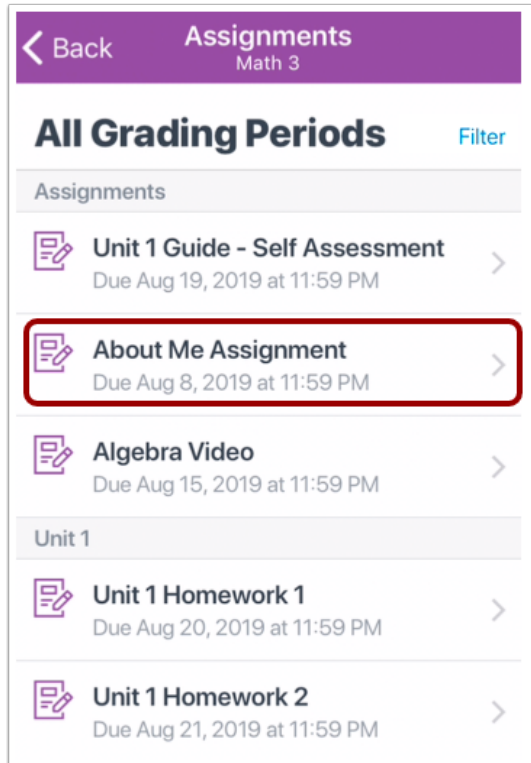 Back
Assignments
Math 3
All Grading Periods
Filter
Assignments
Unit 1 Guide - Self Assessment
Due Aug 19, 2019 at 11:59 PM
About Me Assignment
Due Aug 8, 2019 at 11:59 PM
Algebra Video
Due Aug 15, 2019 at 11:59 PM
Unit 1
Unit 1 Homework 1
Due Aug 20, 2019 at 11:59 PM
Unit 1 Homework 2
Due Aug 21, 2019 at 11:59 PM